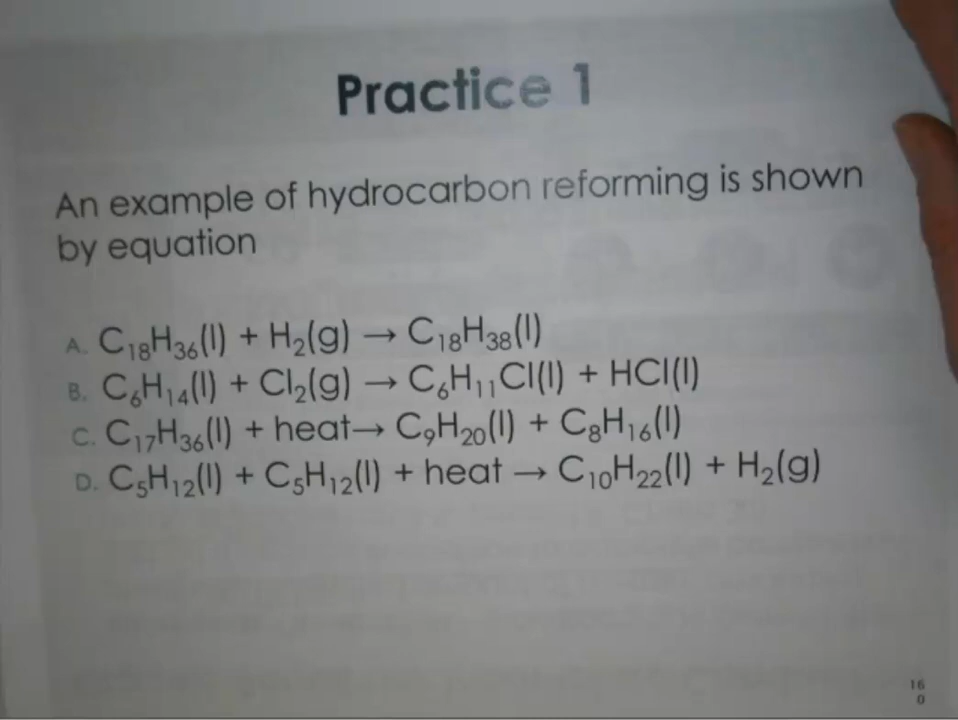 Practice 1
An example of hydrocarbon reforming is shown
by equation
A. C₁₈H₃₆(l) + H₂(g) → C₁₈H₃₈(l)
B. C₆H₁₄(l) + Cl₂(g) → C₆H₁₁Cl(l) + HCl(l)
C. C₁₇H₃₆(l) + heat→ C₉H₂₀(l) + C₈H₁₆(l)
D. C₅H₁₂(l) + C₅H₁₂(l) + heat → C₁₀H₂₂(l) + H₂(g)
16
0